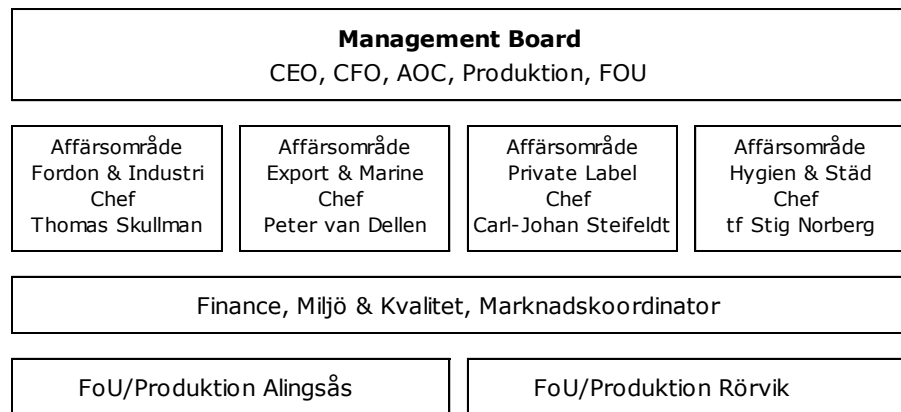 Management Board
CEO, CFO, AOC, Produktion, FOU
Affärsområde
Fordon & Industri
Chef
Thomas Skullman
Affärsområde
Export & Marine
Chef
Peter van Dellen
Affärsområde
Private Label
Chef
Carl-Johan Steifeldt
Affärsområde
Hygien & Städ
Chef
tf Stig Norberg
Finance, Miljö & Kvalitet, Marknadskoordinator
FoU/Produktion Alingsås
FoU/Produktion Rörvik